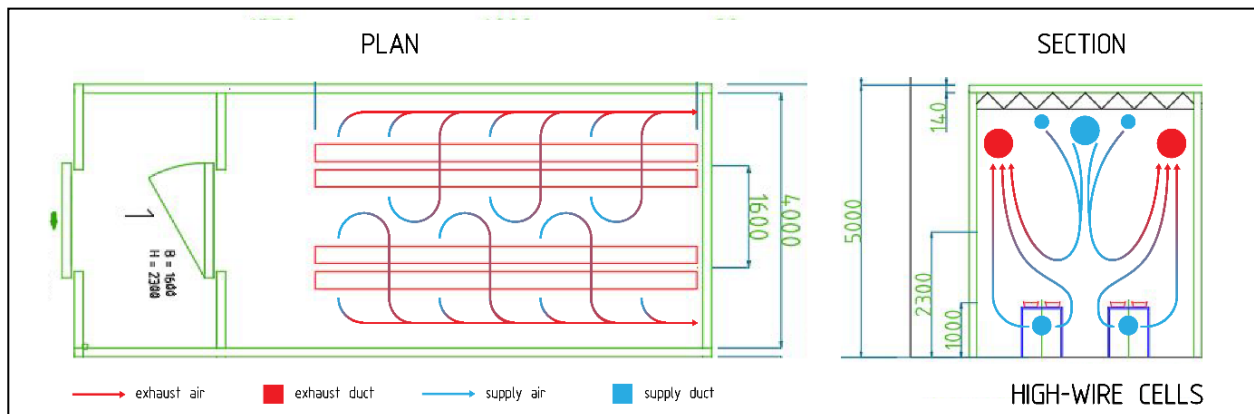 PLAN
SECTION
1
B = 1600
H = 2300
1600
4000
5000
140
2300
1000
exhaust air
exhaust duct
supply air
supply duct
HIGH-WIRE CELLS